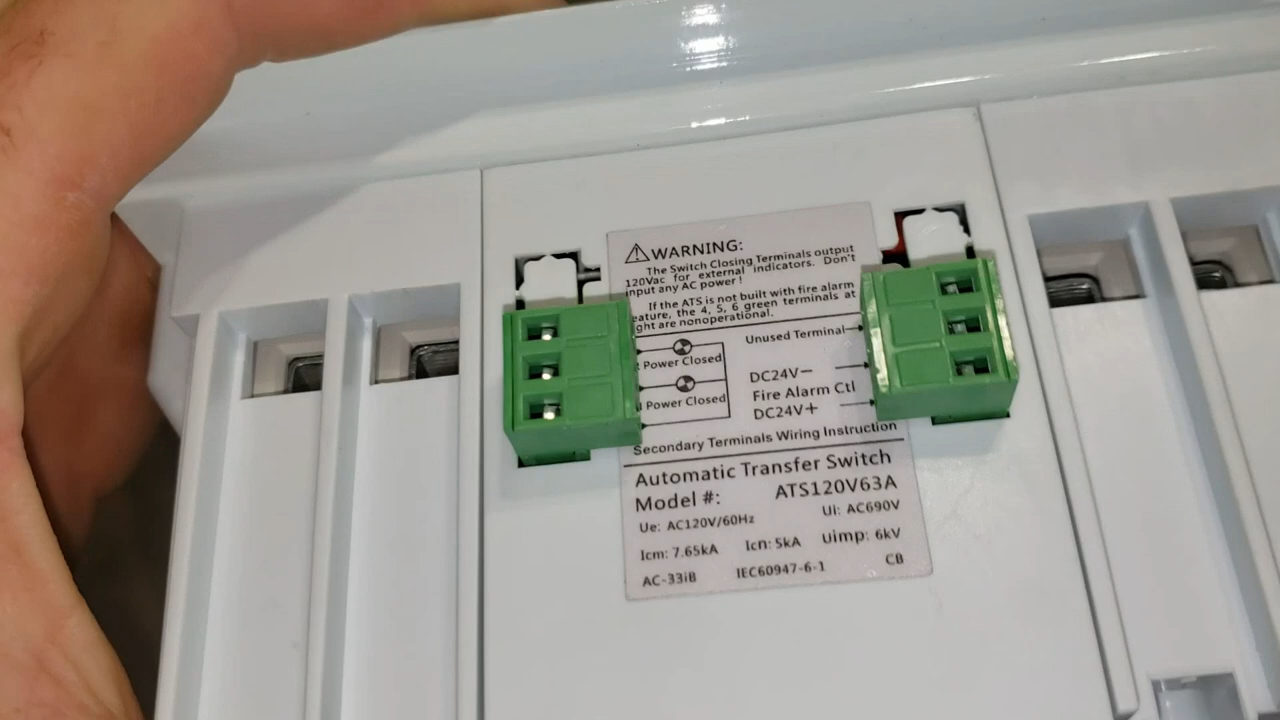 WARNING:
The Switch Closing Terminals output
120Vac for external indicators. Don't
input any AC power!
If the ATS is not built with fire alarm
eature, the 4, 5, 6 green terminals at
ght are nonoperational.
Unused Terminal
Power Closed
DC24V−
Power Closed
Fire Alarm Ctl
DC24V+
Secondary Terminals Wiring Instruction
Automatic Transfer Switch
Model #: ATS120V63A
Ue: AC120V/60Hz Ui: AC690V
Icm: 7.65kA Icn: 5kA uimp: 6kV
AC-33iB IEC60947-6-1 CB